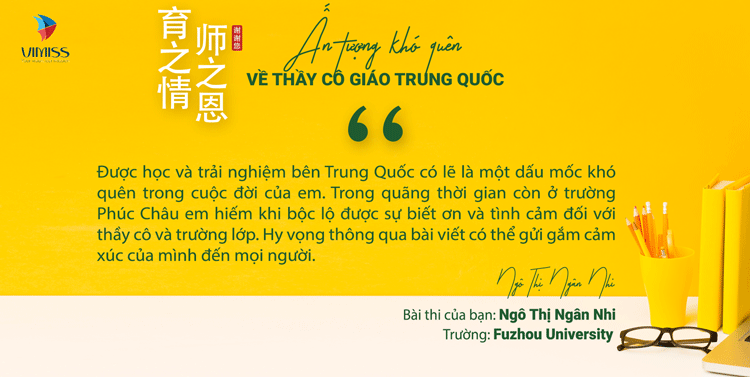 VIMISS
师之恩
育之情
谢谢您
Ấn tượng khó quên
VỀ THẦY CÔ GIÁO TRUNG QUỐC
Được học và trải nghiệm bên Trung Quốc có lẽ là một dấu mốc khó
quên trong cuộc đời của em. Trong quãng thời gian còn ở trường
Phúc Châu em hiếm khi bộc lộ được sự biết ơn và tình cảm đối với
thầy cô và trường lớp. Hy vọng thông qua bài viết có thể gửi gắm cảm
xúc của mình đến mọi người.
Ngô Thị Ngân Nhi
Bài thi của bạn: Ngô Thị Ngân Nhi
Trường: Fuzhou University